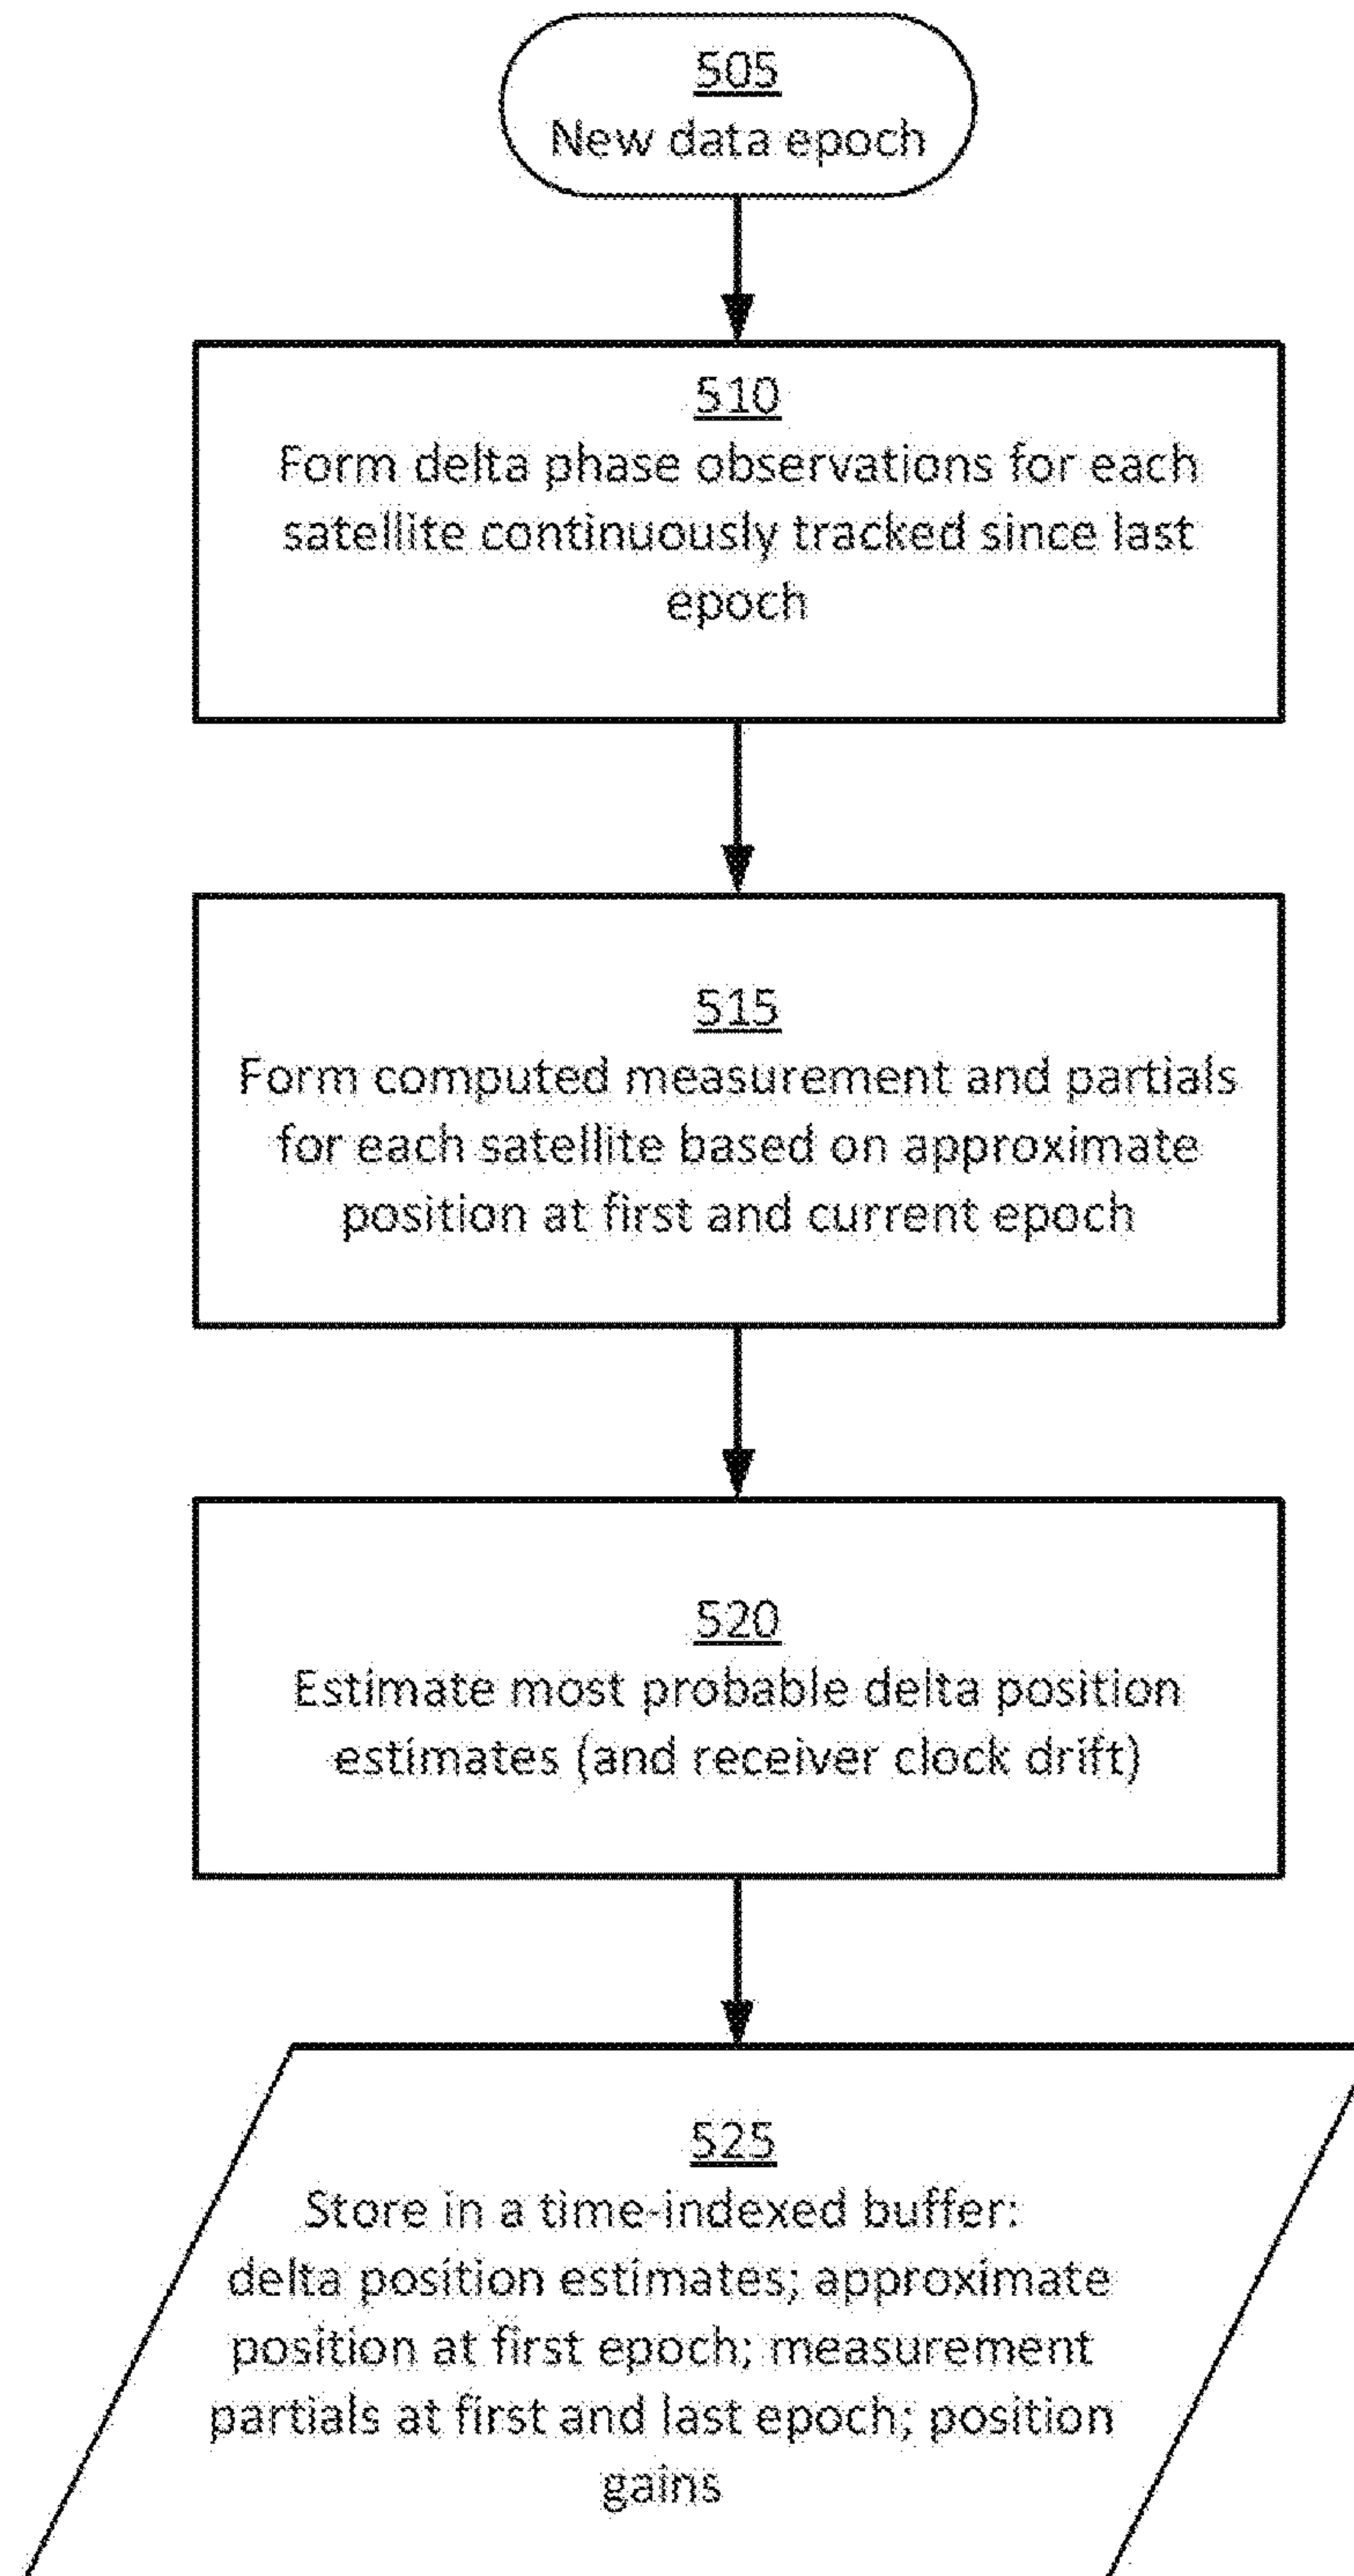 505
New data epoch
510
Form delta phase observations for each
satellite continuously tracked since last
epoch
515
Form computed measurement and partials
for each satellite based on approximate
position at first and current epoch
520
Estimate most probable delta position
estimates (and receiver clock drift)
525
Store in a time-indexed buffer:
delta position estimates; approximate
position at first epoch; measurement
partials at first and last epoch; position
gains